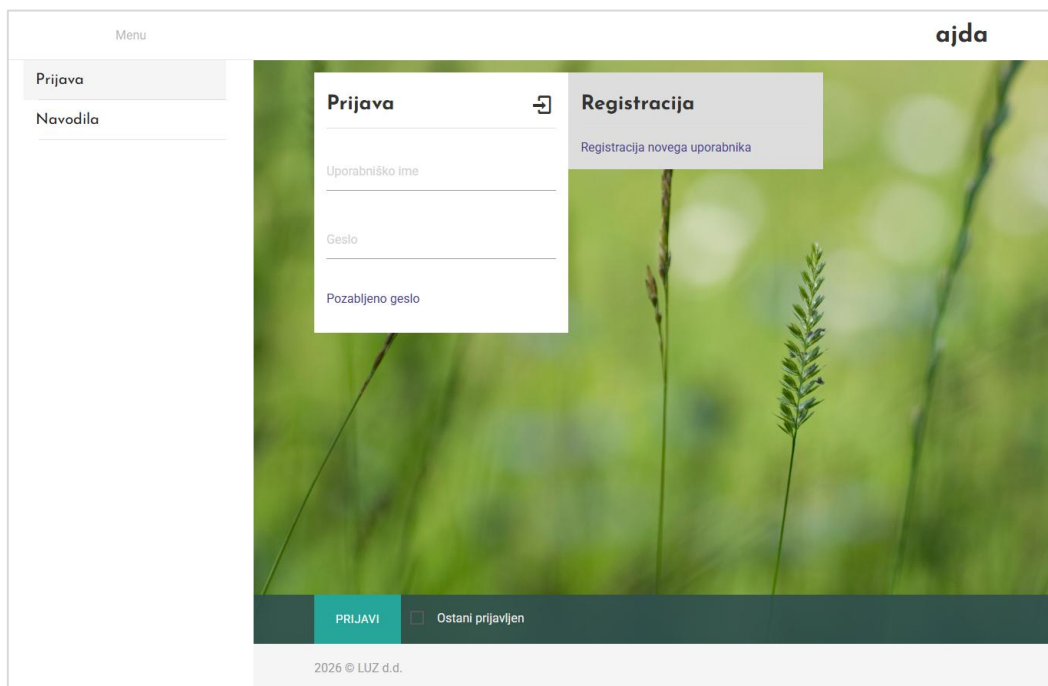 Menu
ajda
Prijava
Navodila
Prijava
Uporabniško ime
Geslo
Pozabljeno geslo
Registracija
Registracija novega uporabnika
PRIJAVI
Ostani prijavljen
2026 © LUZ d.d.